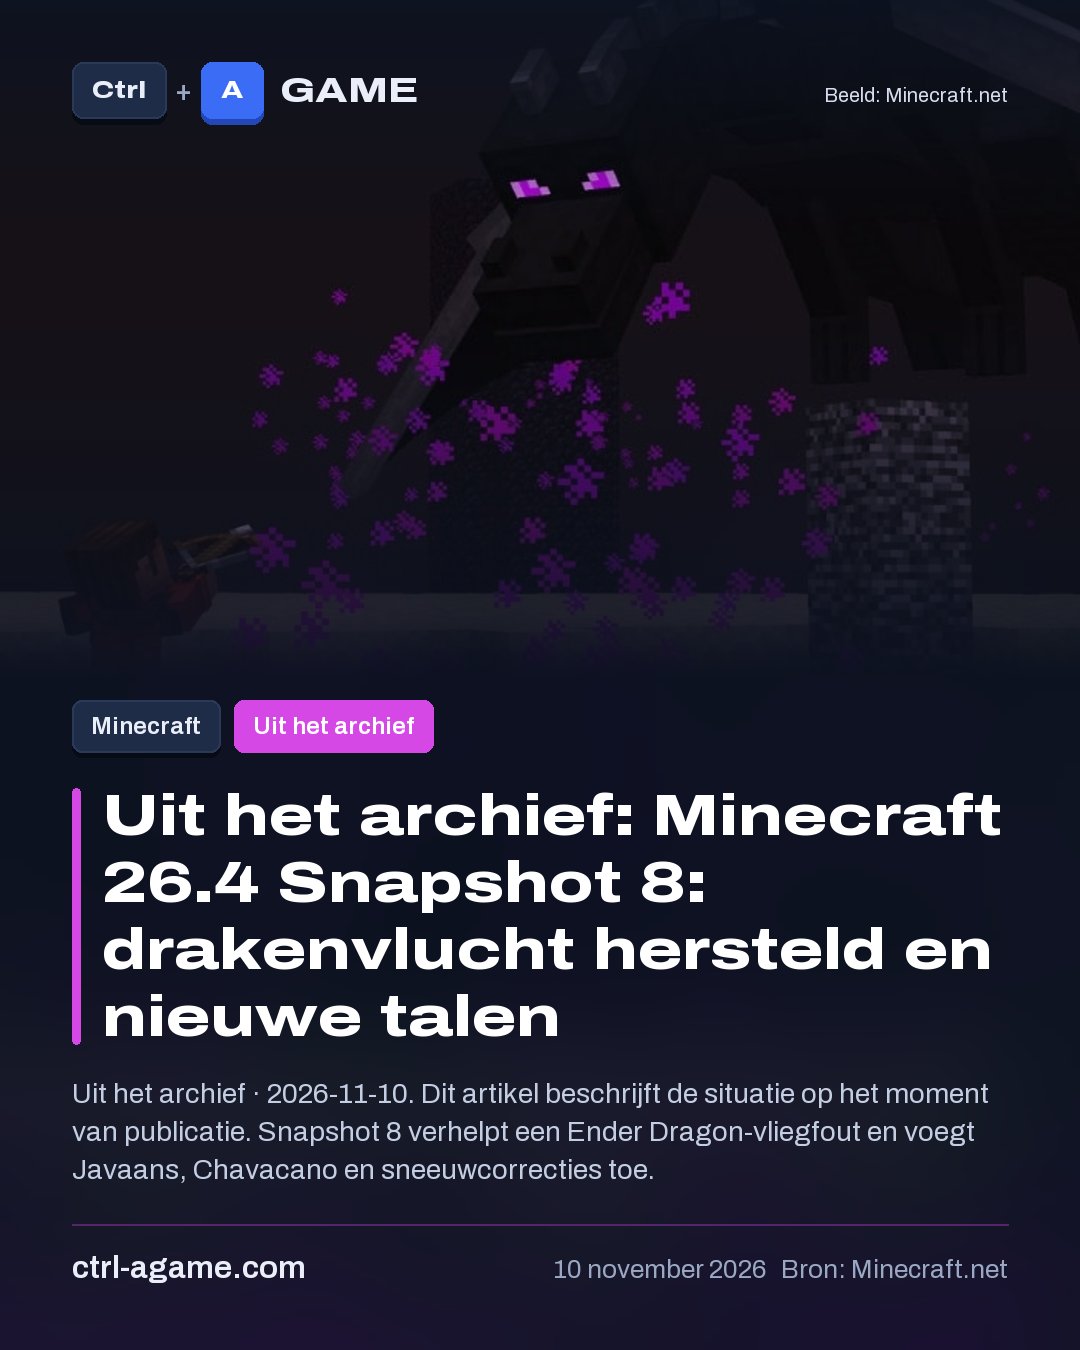 Ctrl + A GAME
Beeld: Minecraft.net
Minecraft
Uit het archief
Uit het archief: Minecraft
26.4 Snapshot 8:
drakenvlucht hersteld en
nieuwe talen
Uit het archief · 2026-11-10. Dit artikel beschrijft de situatie op het moment
van publicatie. Snapshot 8 verhelpt een Ender Dragon-vliegfout en voegt
Javaans, Chavacano en sneeuwcorrecties toe.
ctrl-agame.com
10 november 2026 Bron: Minecraft.net